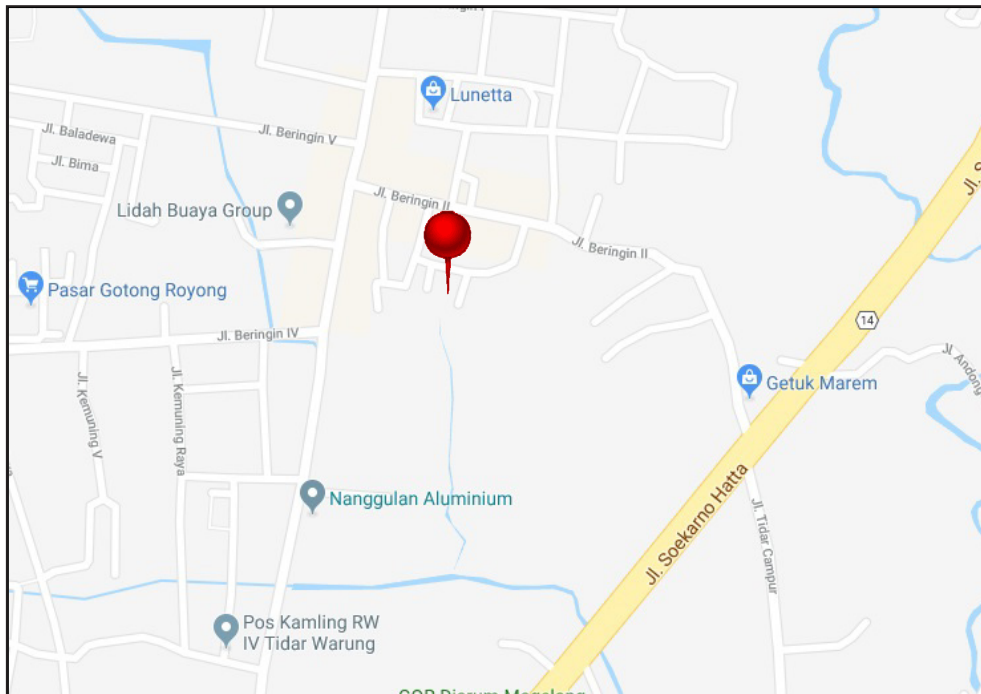 Lunetta
Jl. Beringin V
Jl. Baladewa
Jl. Bima
Jl. Beringin II
Lidah Buaya Group
Jl. Beringin II
Pasar Gotong Royong
14
Jl. Beringin IV
Jl. Andong
Getuk Marem
Jl. Kemuning V
Jl. Kemuning Raya
Nanggulan Aluminium
Jl. Soekarno Hatta
Jl. Tidar Campur
Pos Kamling RW
IV Tidar Warung